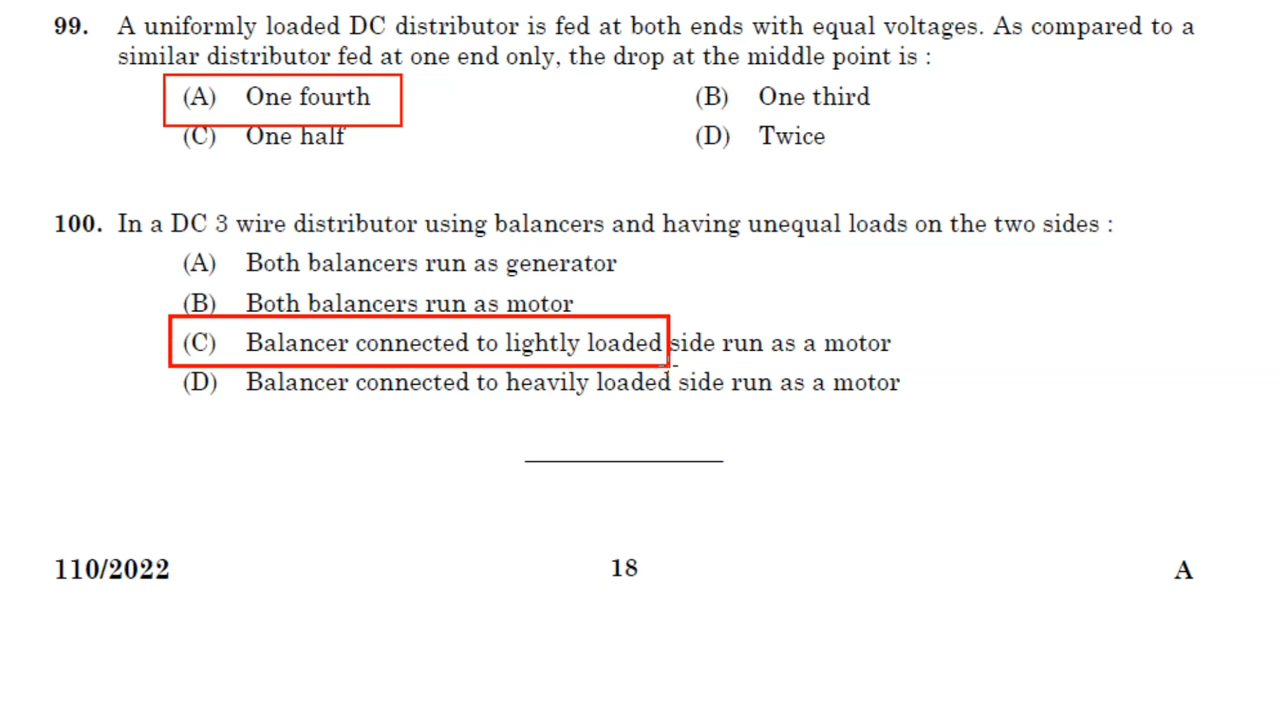 99. A uniformly loaded DC distributor is fed at both ends with equal voltages. As compared to a
similar distributor fed at one end only, the drop at the middle point is :
(A) One fourth (B) One third
(C) One half (D) Twice
100. In a DC 3 wire distributor using balancers and having unequal loads on the two sides :
(A) Both balancers run as generator
(B) Both balancers run as motor
(C) Balancer connected to lightly loaded side run as a motor
(D) Balancer connected to heavily loaded side run as a motor
110/2022 18 A